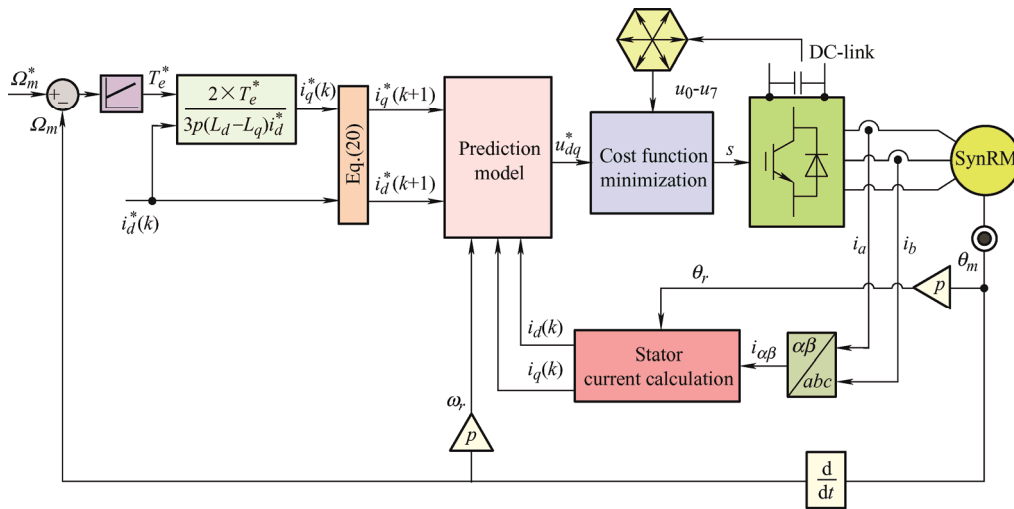 DC-link
Ω*m
T*e
2×T*e
3p(Ld−Lq)i*d
i*q(k)
i*q(k+1)
u0-u7
Ωm
Eq.(20)
Prediction
model
u*dq
Cost function
minimization
s
SynRM
i*d(k+1)
i*d(k)
ia
ib
θm
θr
p
id(k)
iq(k)
Stator
current calculation
iαβ
αβ
abc
ωr
p
d
dt